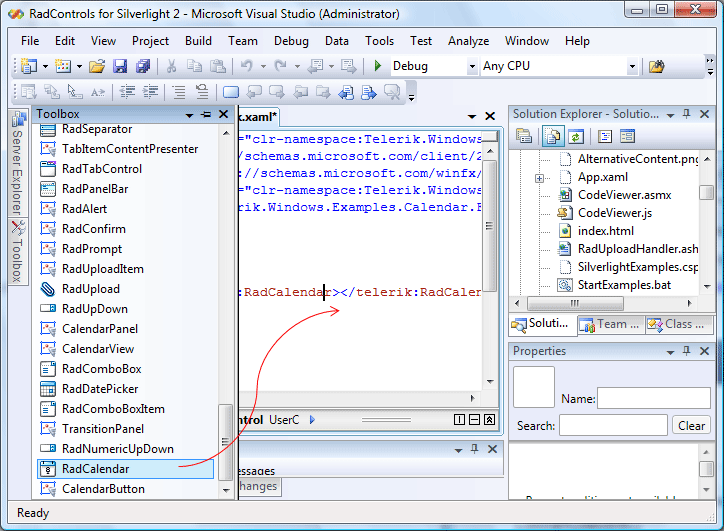 RadControls for Silverlight 2 - Microsoft Visual Studio (Administrator)
File Edit View Project Build Team Debug Data Tools Test Analyze Window Help
Debug Any CPU
Server Explorer
Toolbox
Toolbox
RadSeparator
TabItemContentPresenter
RadTabControl
RadPanelBar
RadAlert
RadConfirm
RadPrompt
RadUploadItem
RadUpload
RadUpDown
CalendarPanel
CalendarView
RadComboBox
RadDatePicker
RadComboBoxItem
TransitionPanel
RadNumericUpDown
RadCalendar
CalendarButton
k.xaml*
="clr-namespace:Telerik.Windows
/schemas.microsoft.com/client/2
://schemas.microsoft.com/winfx/
="clr-namespace:Telerik.Windows
erik.Windows.Examples.Calendar.F
:RadCalendar></telerik:RadCalen
ntrol UserC
essages
hanges
Solution Explorer - Solutio...
AlternativeContent.png
App.xaml
CodeViewer.asmx
CodeViewer.js
index.html
RadUploadHandler.ash
SilverlightExamples.csp
StartExamples.bat
Soluti... Team ... Class ...
Properties
Name:
Search: Clear
Ready